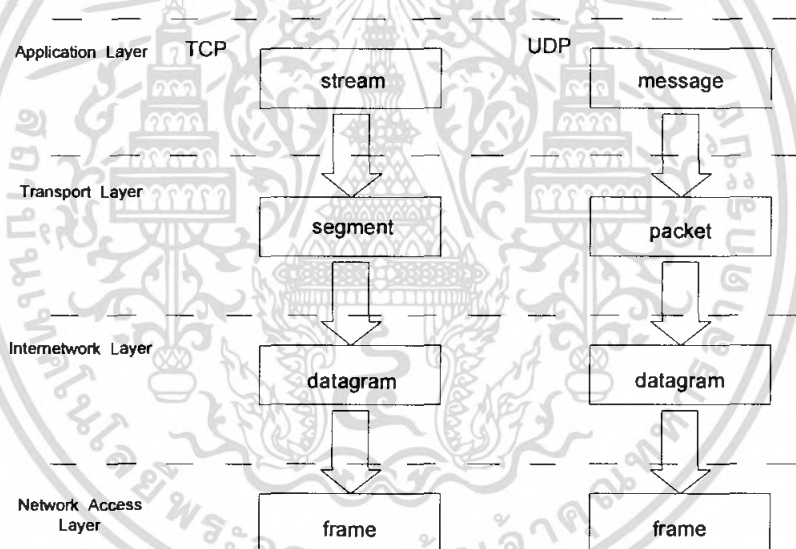 Application Layer TCP UDP
stream message
Transport Layer
segment packet
Internetwork Layer
datagram datagram
Network Access
Layer
frame frame